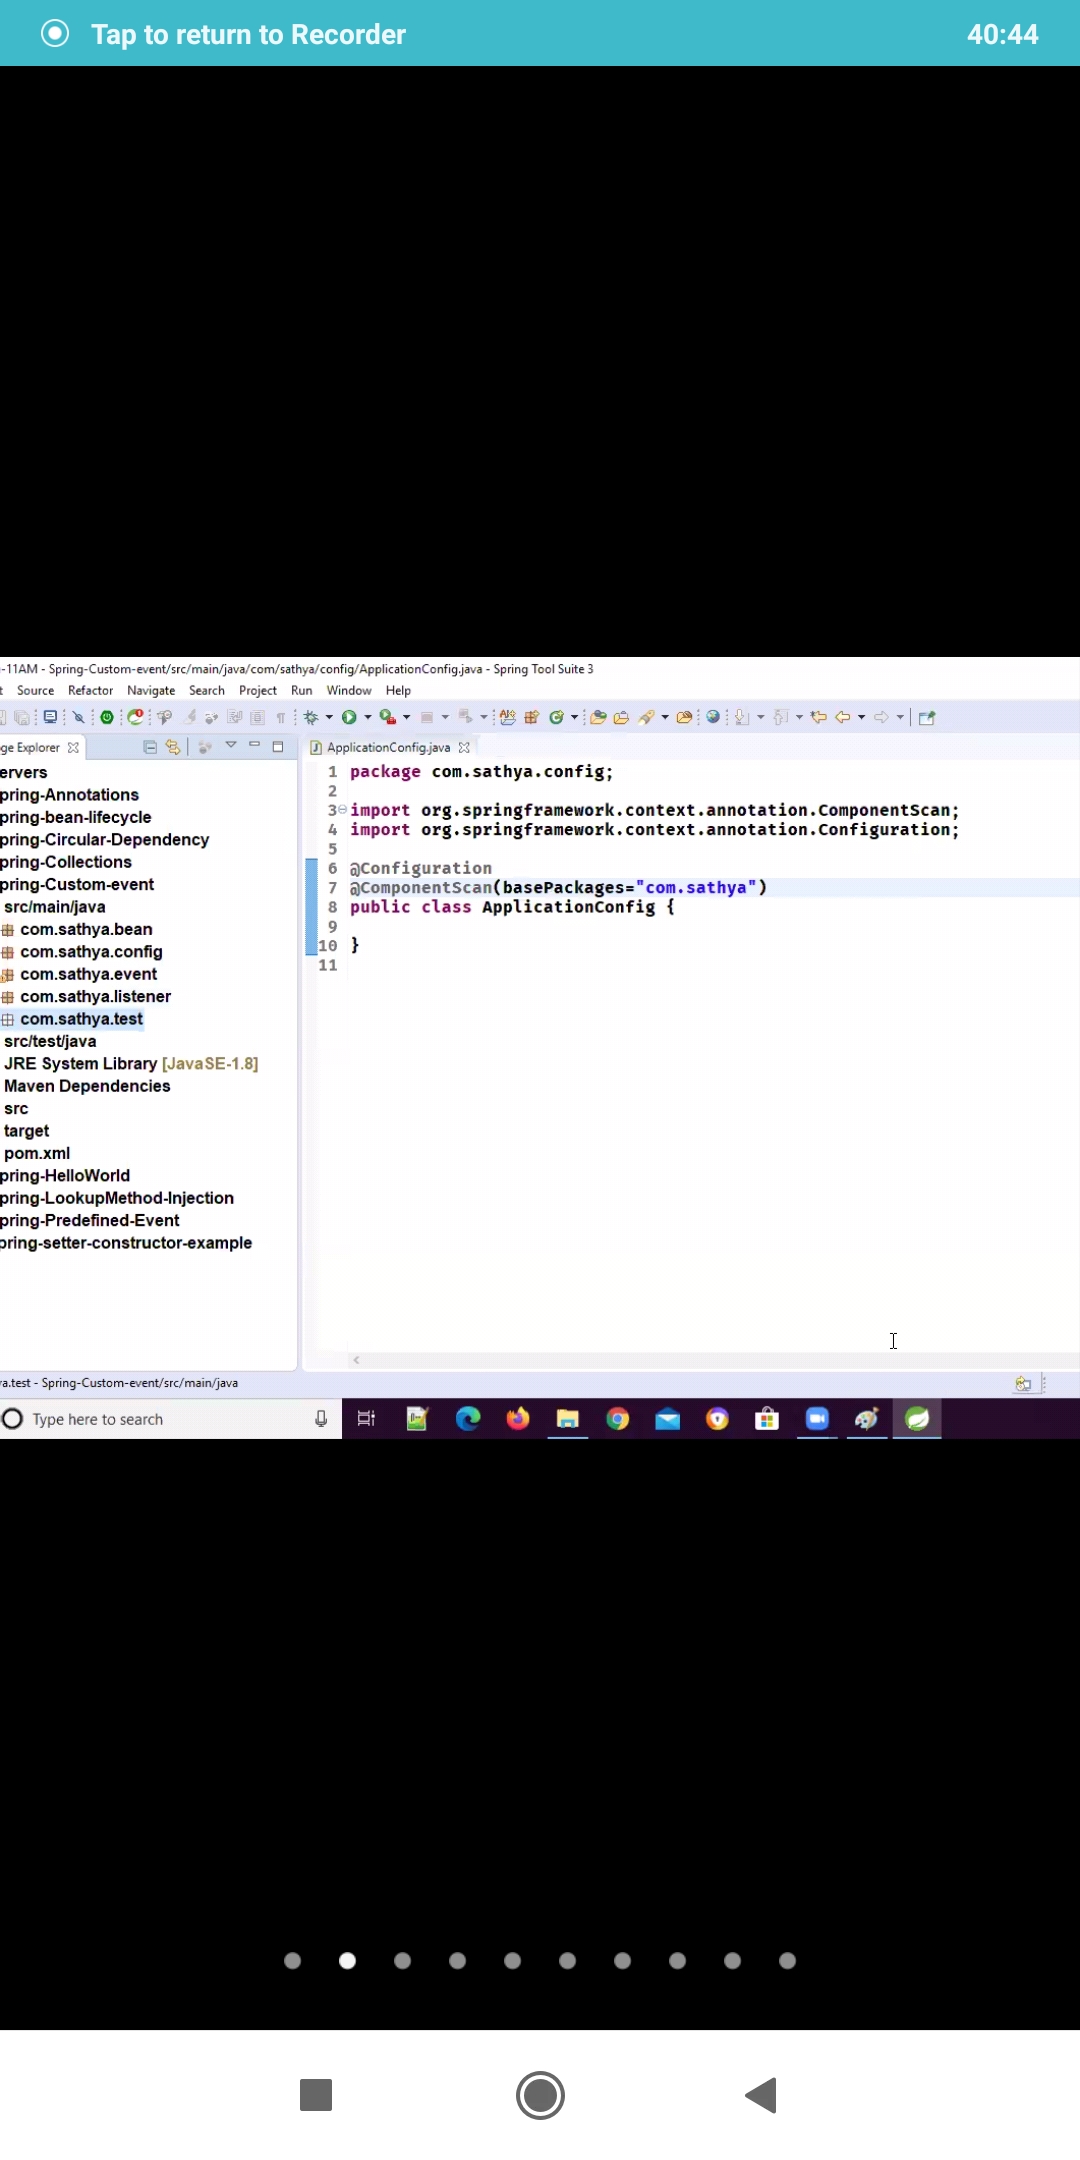 Tap to return to Recorder 40:44
-11AM - Spring-Custom-event/src/main/java/com/sathya/config/ApplicationConfig.java - Spring Tool Suite 3
t Source Refactor Navigate Search Project Run Window Help
ge Explorer
ApplicationConfig.java
ervers
pring-Annotations
pring-bean-lifecycle
pring-Circular-Dependency
pring-Collections
pring-Custom-event
src/main/java
com.sathya.bean
com.sathya.config
com.sathya.event
com.sathya.listener
com.sathya.test
src/test/java
JRE System Library [JavaSE-1.8]
Maven Dependencies
src
target
pom.xml
pring-HelloWorld
pring-LookupMethod-Injection
pring-Predefined-Event
pring-setter-constructor-example
1 package com.sathya.config;
2
3 import org.springframework.context.annotation.ComponentScan;
4 import org.springframework.context.annotation.Configuration;
5
6 @Configuration
7 @ComponentScan(basePackages="com.sathya")
8 public class ApplicationConfig {
9
10 }
11
a.test - Spring-Custom-event/src/main/java
Type here to search